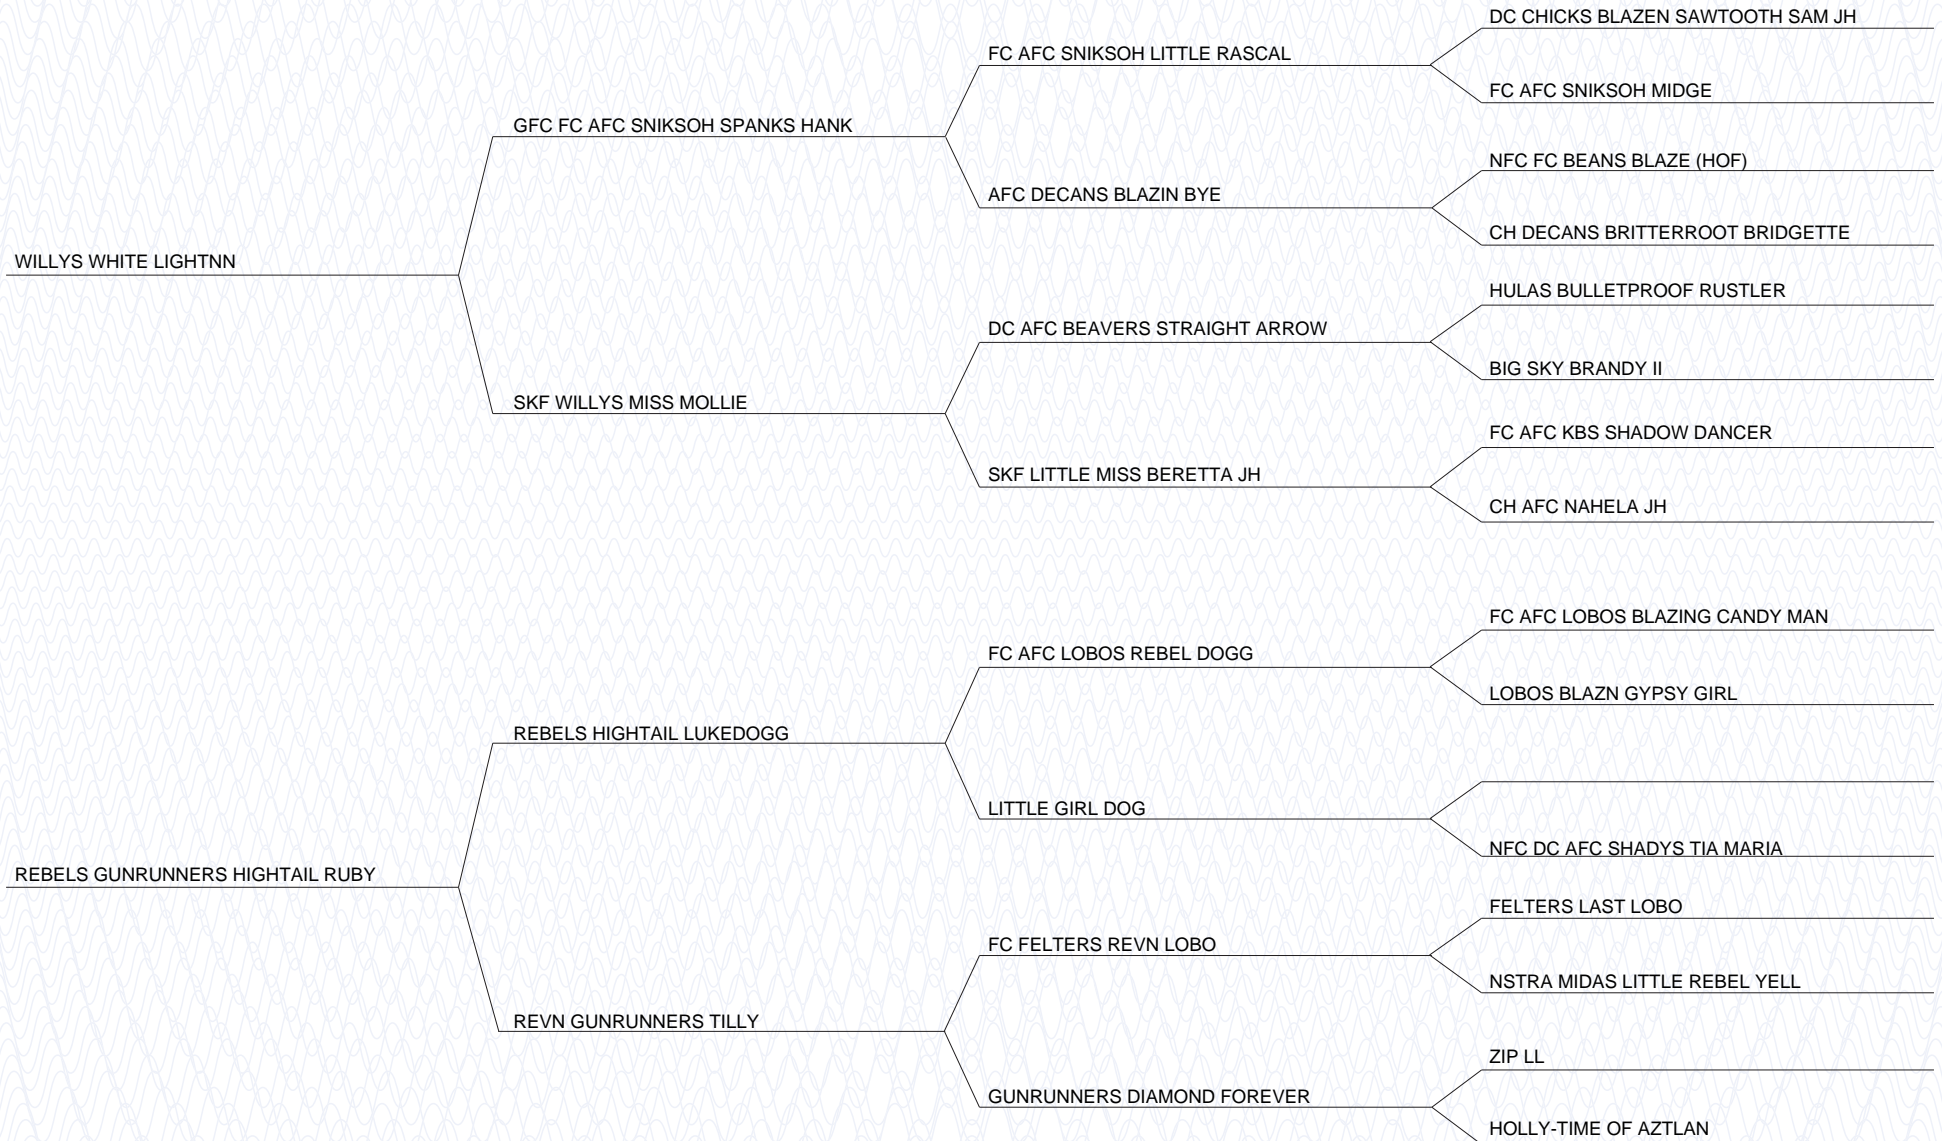 DC CHICKS BLAZEN SAWTOOTH SAM JH
FC AFC SNIKSOH LITTLE RASCAL
FC AFC SNIKSOH MIDGE
GFC FC AFC SNIKSOH SPANKS HANK
NFC FC BEANS BLAZE (HOF)
AFC DECANS BLAZIN BYE
CH DECANS BRITTERROOT BRIDGETTE
WILLYS WHITE LIGHTNN
HULAS BULLETPROOF RUSTLER
DC AFC BEAVERS STRAIGHT ARROW
BIG SKY BRANDY II
SKF WILLYS MISS MOLLIE
FC AFC KBS SHADOW DANCER
SKF LITTLE MISS BERETTA JH
CH AFC NAHELA JH
FC AFC LOBOS BLAZING CANDY MAN
FC AFC LOBOS REBEL DOGG
LOBOS BLAZN GYPSY GIRL
REBELS HIGHTAIL LUKEDOGG
LITTLE GIRL DOG
NFC DC AFC SHADYS TIA MARIA
REBELS GUNRUNNERS HIGHTAIL RUBY
FELTERS LAST LOBO
FC FELTERS REVN LOBO
NSTRA MIDAS LITTLE REBEL YELL
REVN GUNRUNNERS TILLY
ZIP LL
GUNRUNNERS DIAMOND FOREVER
HOLLY-TIME OF AZTLAN